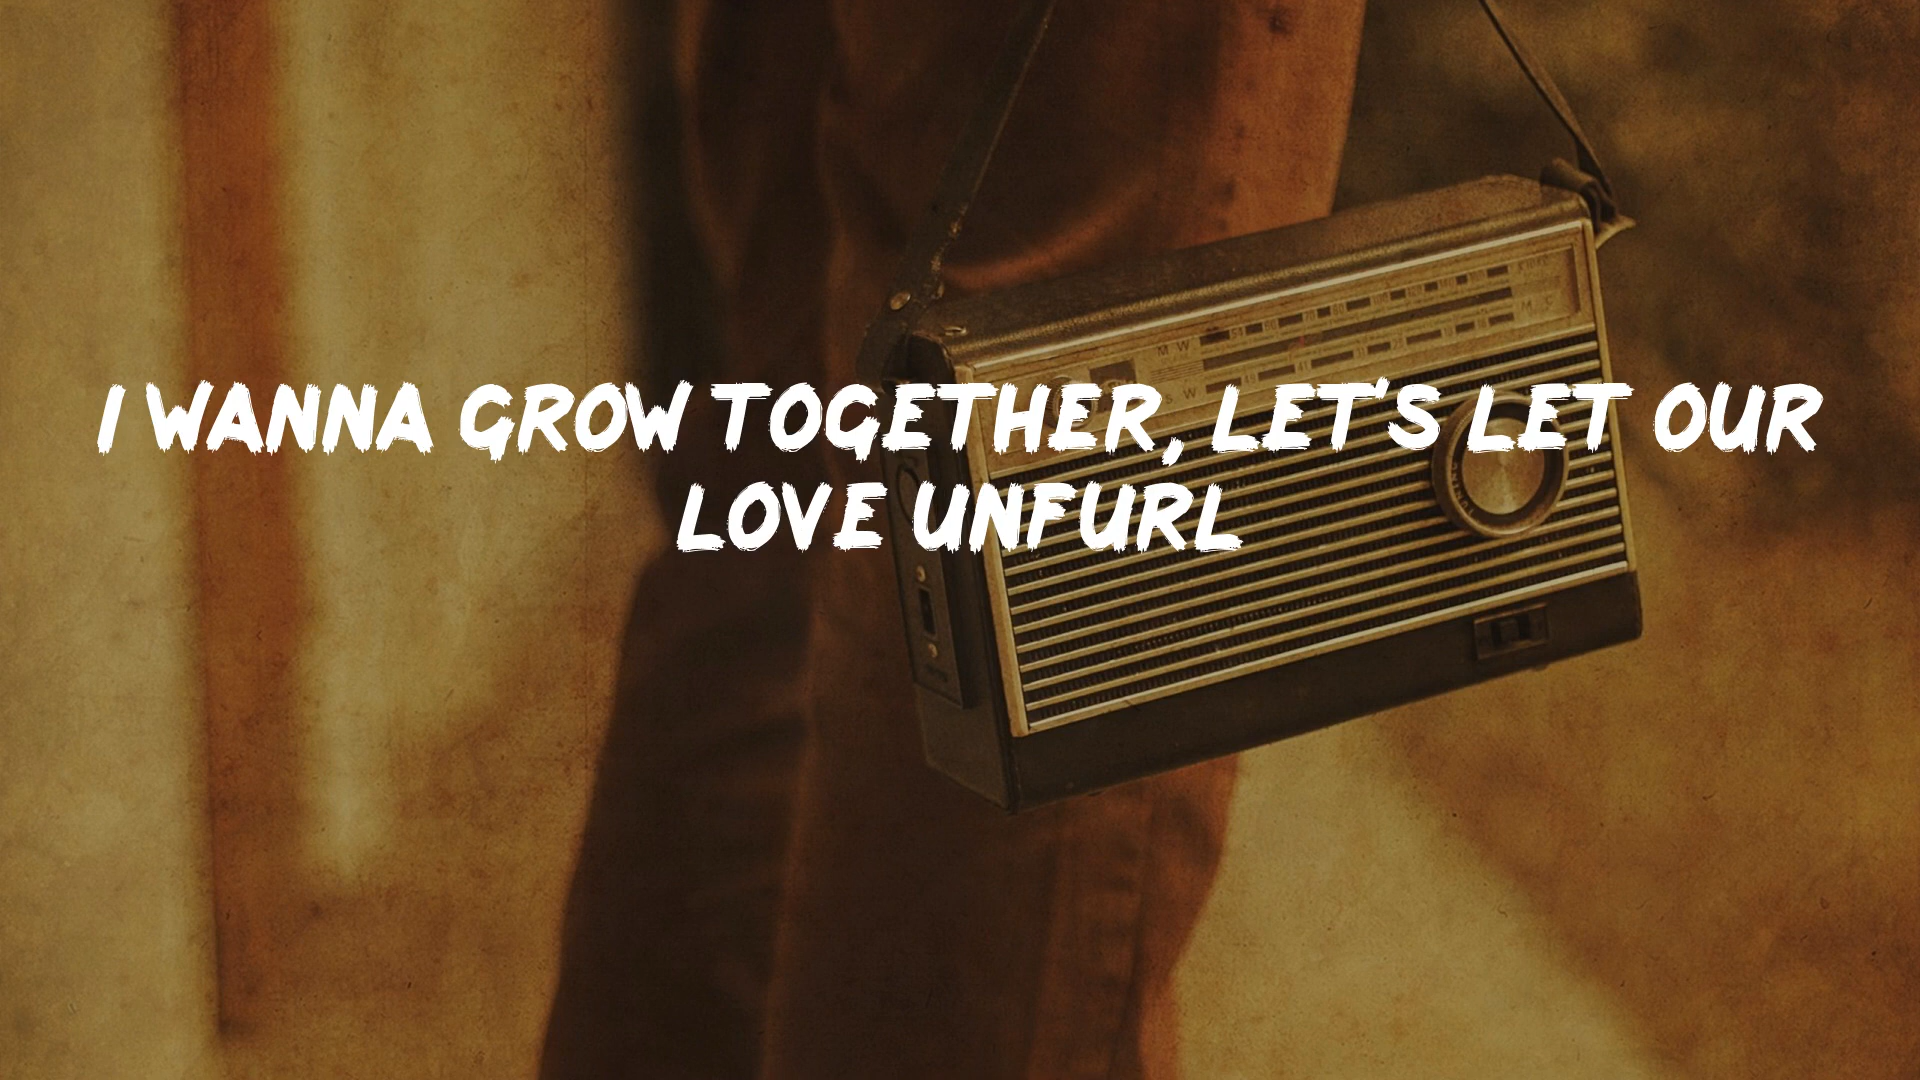 I WANNA GROW TOGETHER, LET'S LET OUR
LOVE UNFURL
M W
S W